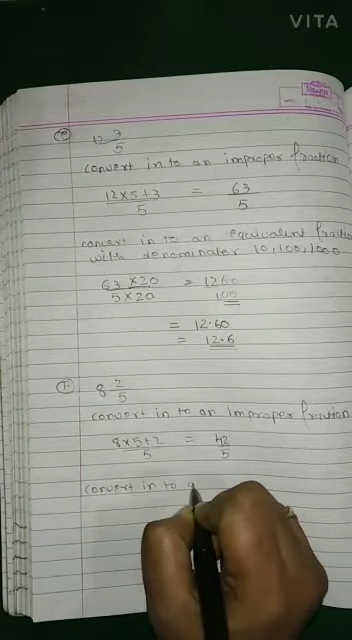 VITA
(e) 12 3/5
convert in to an improper fraction
12×5+3/5 = 63/5
convert in to an equivalent fractio
with denominator 10,100,1000
63×20/5×20 = 1260/100
= 12.60
= 12.6
(f) 8 2/5
convert in to an Improper fraction
8×5+2/5 = 42/5
convert in to a